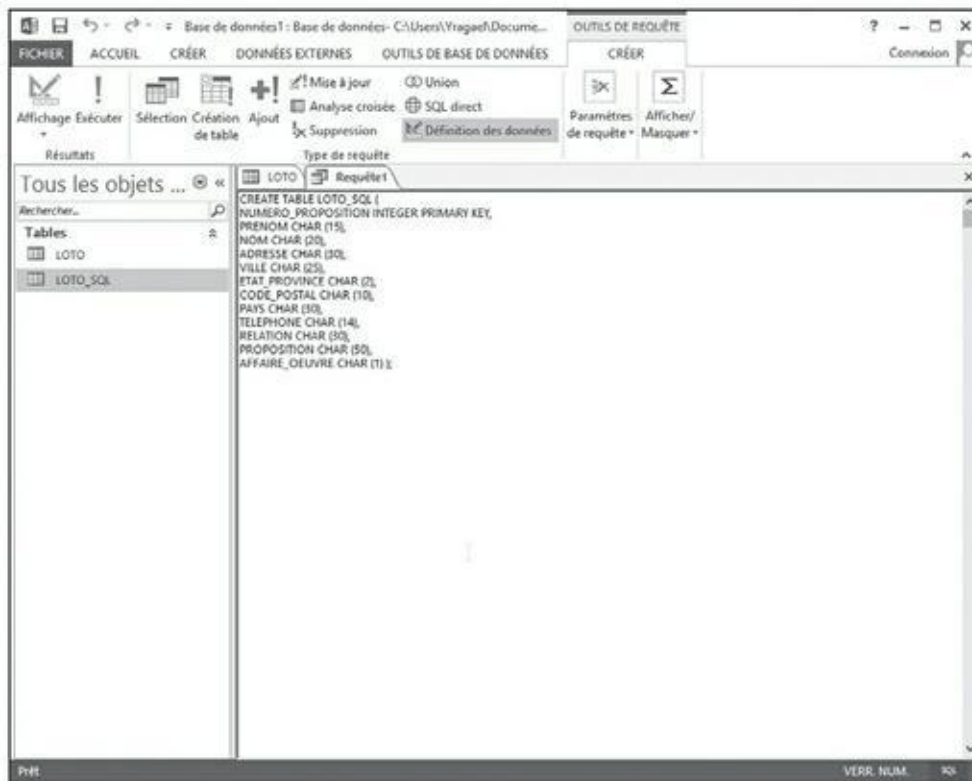 Base de données1 : Base de données- C:\Users\Yragael\Docume...
OUTILS DE REQUÊTE
FICHIER ACCUEIL CRÉER DONNÉES EXTERNES OUTILS DE BASE DE DONNÉES CRÉER Connexion
Affichage Exécuter Sélection Création de table Ajout
Mise à jour
Analyse croisée
Suppression
Union
SQL direct
Définition des données
Paramètres de requête
Afficher/ Masquer
Résultats Type de requête
Tous les objets ...
Rechercher...
Tables
LOTO
LOTO_SQL
LOTO Requête1
CREATE TABLE LOTO_SQL (
NUMERO_PROPOSITION INTEGER PRIMARY KEY,
PRENOM CHAR (15),
NOM CHAR (20),
ADRESSE CHAR (30),
VILLE CHAR (25),
ETAT_PROVINCE CHAR (2),
CODE_POSTAL CHAR (10),
PAYS CHAR (30),
TELEPHONE CHAR (14),
RELATION CHAR (30),
PROPOSITION CHAR (50),
AFFAIRE_OEUVRE CHAR (1) );
Prêt VERR. NUM. SQL